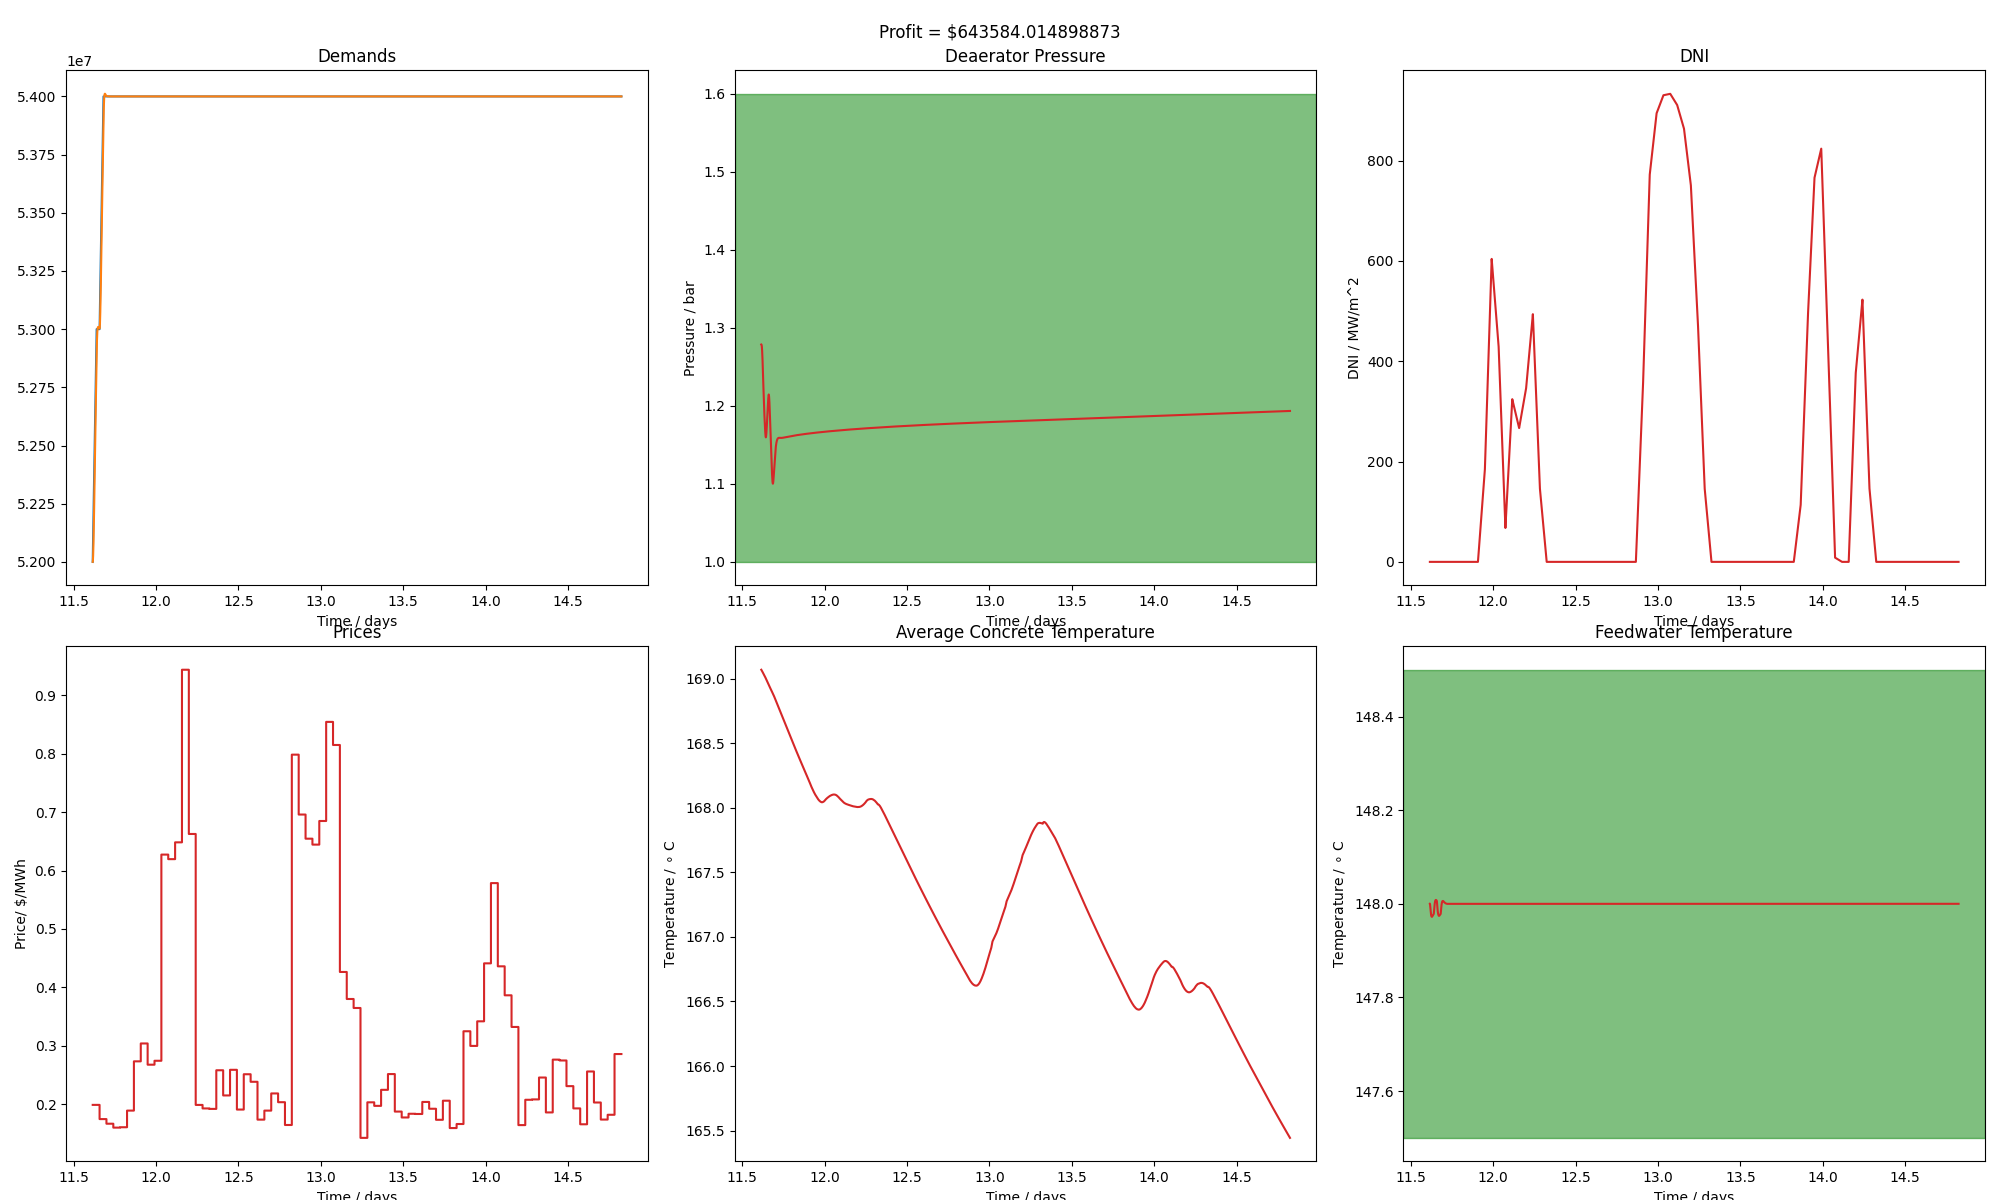 Profit = $643584.014898873
Demands
1e7
5.400
5.375
5.350
5.325
5.300
5.275
5.250
5.225
5.200
11.5 12.0 12.5 13.0 13.5 14.0 14.5
Time / days
Deaerator Pressure
Pressure / bar
1.6
1.5
1.4
1.3
1.2
1.1
1.0
11.5 12.0 12.5 13.0 13.5 14.0 14.5
Time / days
DNI
DNI / MW/m^2
800
600
400
200
0
11.5 12.0 12.5 13.0 13.5 14.0 14.5
Time / days
Prices
Price/ $/MWh
0.9
0.8
0.7
0.6
0.5
0.4
0.3
0.2
11.5 12.0 12.5 13.0 13.5 14.0 14.5
Time / days
Average Concrete Temperature
Temperature / ∘ C
169.0
168.5
168.0
167.5
167.0
166.5
166.0
165.5
11.5 12.0 12.5 13.0 13.5 14.0 14.5
Time / days
Feedwater Temperature
Temperature / ∘ C
148.4
148.2
148.0
147.8
147.6
11.5 12.0 12.5 13.0 13.5 14.0 14.5
Time / days